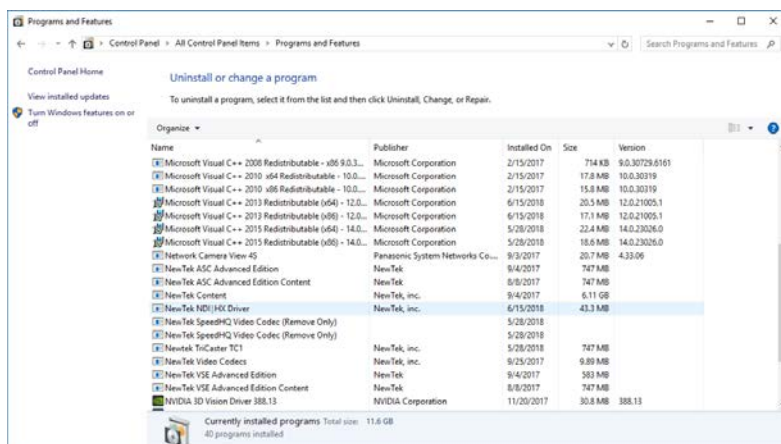 Programs and Features
Control Panel > All Control Panel Items > Programs and Features
Search Programs and Features
Control Panel Home
View installed updates
Turn Windows features on or
off
Uninstall or change a program
To uninstall a program, select it from the list and then click Uninstall, Change, or Repair.
Organize
Name Publisher Installed On Size Version
Microsoft Visual C++ 2008 Redistributable - x86 9.0.3... Microsoft Corporation 2/15/2017 714 KB 9.0.30729.6161
Microsoft Visual C++ 2010 x64 Redistributable - 10.0.... Microsoft Corporation 2/15/2017 17.8 MB 10.0.30319
Microsoft Visual C++ 2010 x86 Redistributable - 10.0.... Microsoft Corporation 2/15/2017 15.8 MB 10.0.30319
Microsoft Visual C++ 2013 Redistributable (x64) - 12.0... Microsoft Corporation 6/15/2018 20.5 MB 12.0.21005.1
Microsoft Visual C++ 2013 Redistributable (x86) - 12.0... Microsoft Corporation 6/15/2018 17.1 MB 12.0.21005.1
Microsoft Visual C++ 2015 Redistributable (x64) - 14.0... Microsoft Corporation 5/28/2018 22.4 MB 14.0.23026.0
Microsoft Visual C++ 2015 Redistributable (x86) - 14.0... Microsoft Corporation 5/28/2018 18.6 MB 14.0.23026.0
Network Camera View 4S Panasonic System Networks Co.... 9/3/2017 20.7 MB 4.33.06
NewTek ASC Advanced Edition NewTek 9/4/2017 747 MB
NewTek ASC Advanced Edition Content NewTek 8/8/2017 747 MB
NewTek Content NewTek, inc. 9/4/2017 6.11 GB
NewTek NDI|HX Driver NewTek, inc. 6/15/2018 43.3 MB
NewTek SpeedHQ Video Codec (Remove Only) 5/28/2018
NewTek SpeedHQ Video Codec (Remove Only) 5/28/2018
Newtek TriCaster TC1 NewTek, inc. 5/28/2018 747 MB
NewTek Video Codecs NewTek, inc. 9/25/2017 9.89 MB
NewTek VSE Advanced Edition NewTek 9/4/2017 583 MB
NewTek VSE Advanced Edition Content NewTek 8/8/2017 747 MB
NVIDIA 3D Vision Driver 388.13 NVIDIA Corporation 11/20/2017 30.8 MB 388.13
Currently installed programs Total size: 11.6 GB
40 programs installed